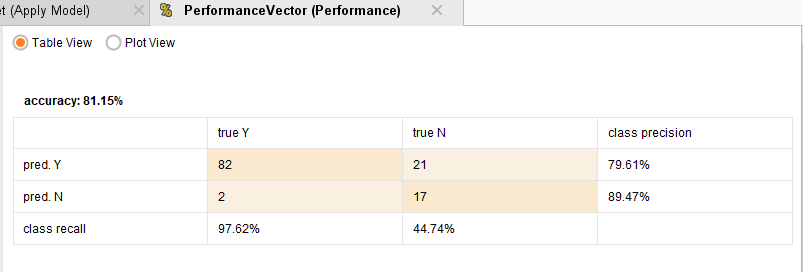 et (Apply Model)
PerformanceVector (Performance)
Table View Plot View
accuracy: 81.15%
true Y true N class precision
pred. Y 82 21 79.61%
pred. N 2 17 89.47%
class recall 97.62% 44.74%